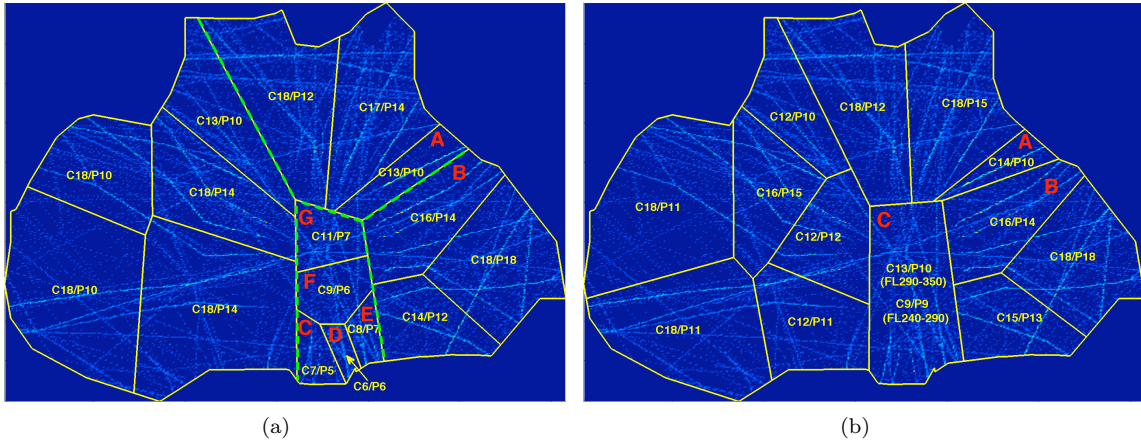 C18/P12
C17/P14
C13/P10
A
C18/P10
C18/P14
C13/P10
B
G
C16/P14
C11/P7
C18/P18
F
C9/P6
C18/P10
C18/P14
C
D
E
C14/P12
C8/P7
C7/P5
C6/P6
(a)
C12/P10
C18/P12
C18/P15
A
C14/P10
C18/P11
C16/P15
B
C
C16/P14
C12/P12
C18/P18
C13/P10
(FL290-350)
C9/P9
(FL240-290)
C18/P11
C12/P11
C15/P13
(b)